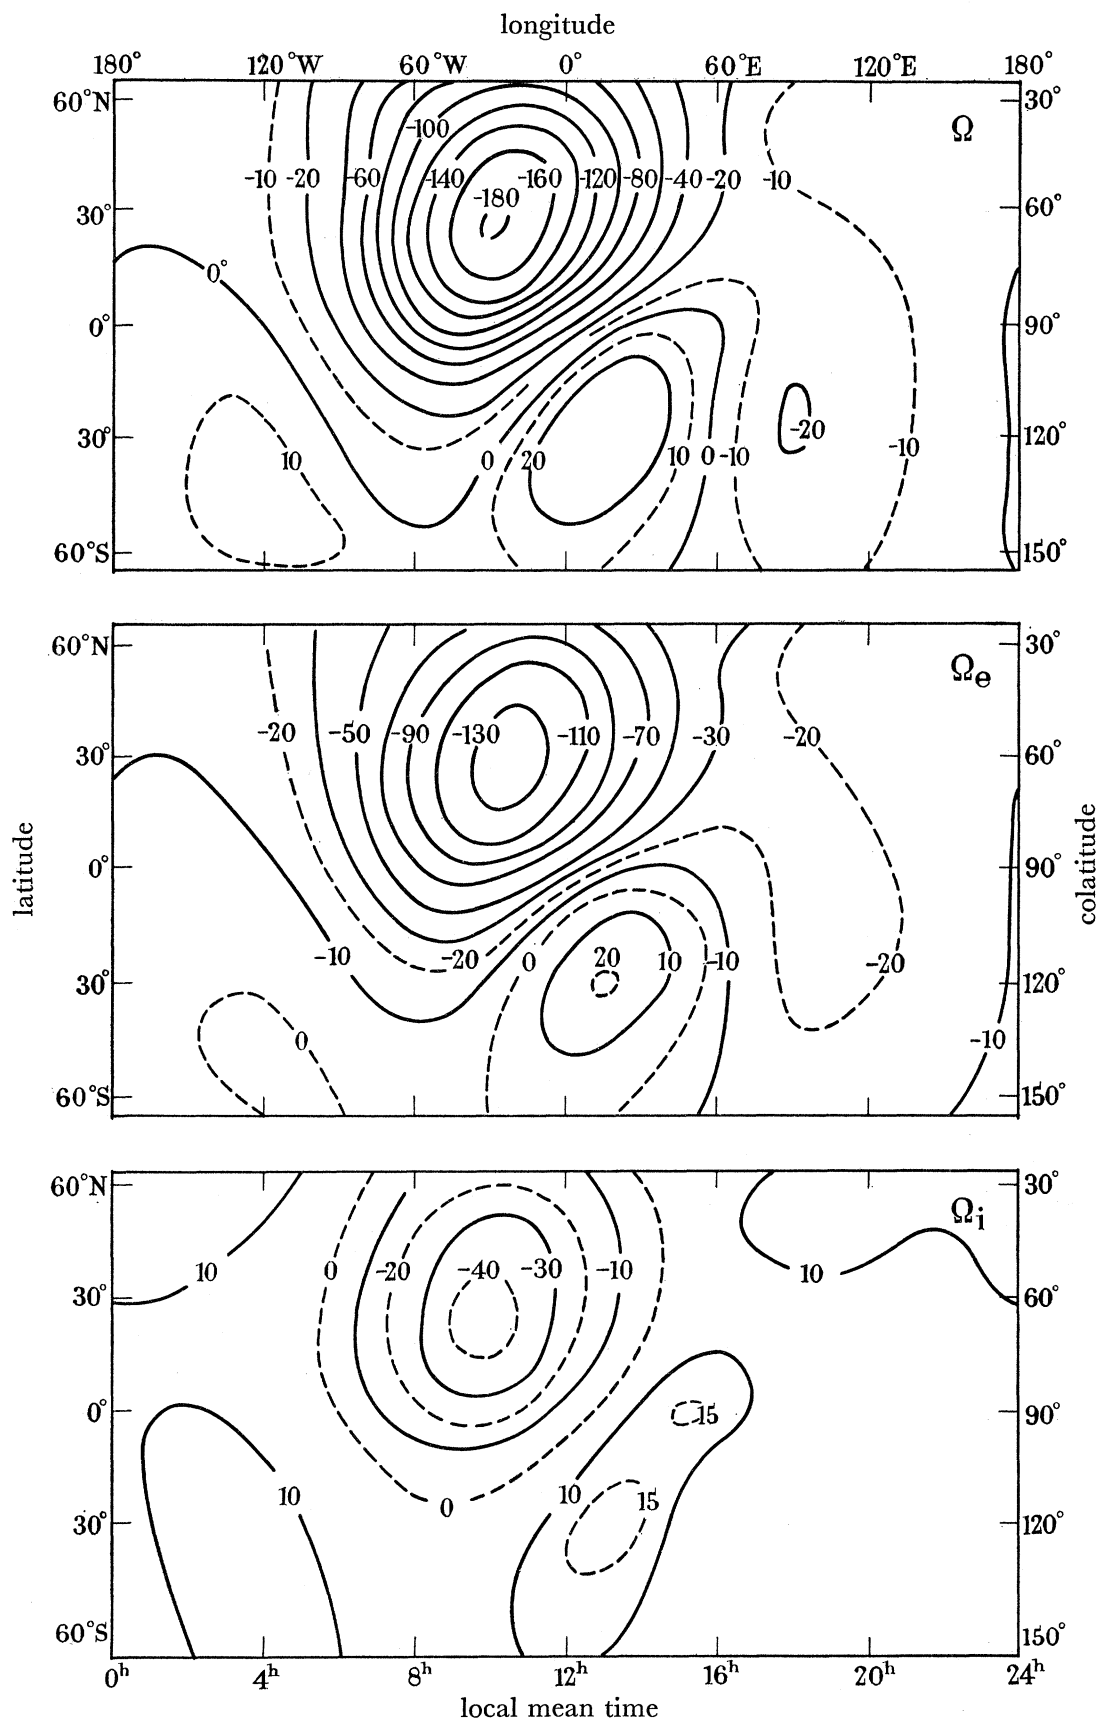 longitude
180° 120°W 60°W 0° 60°E 120°E 180°
60°N -100 30° Ω
-10 -20 -60 -140 -160 -120 -80 -40 -20 -10
-180
30° 60°
0°
0° 90°
30° 120°
-20
10 0 20 10 0 -10 -10
60°S 150°
60°N 30°
Ωe
-20 -50 -90 -130 -110 -70 -30 -20
30° 60°
latitude
colatitude
0° 90°
-10 -20 0 20 10 -10 -20
30° 120°
0 -10
60°S 150°
60°N 30°
Ωi
10 0 -20 -40 -30 -10 10
30° 60°
0° 15 90°
10 0 10 15
30° 120°
60°S 150°
0h 4h 8h 12h 16h 20h 24h
local mean time